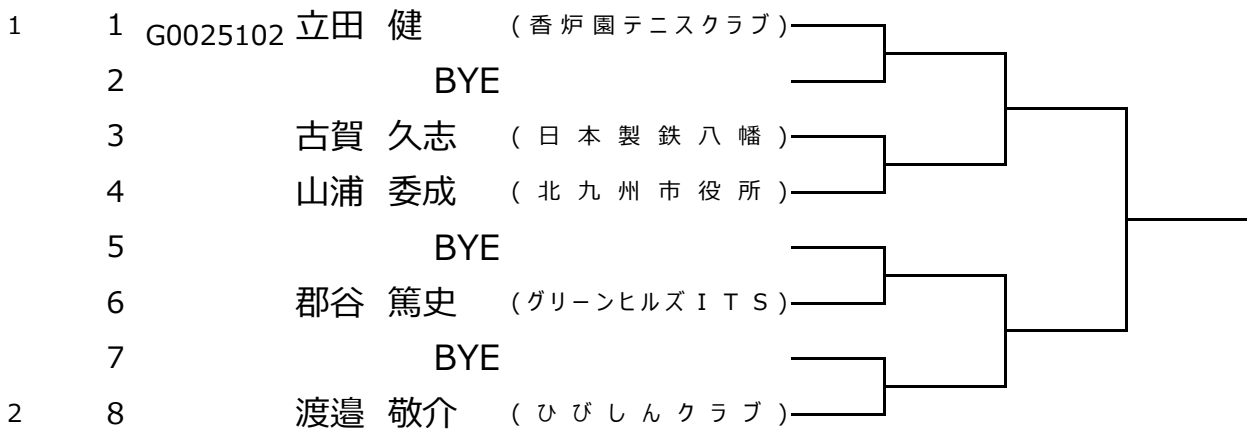 1 1 G0025102 立田 健 (香炉園テニスクラブ)
2 BYE
3 古賀 久志 (日本製鉄八幡)
4 山浦 委成 (北九州市役所)
5 BYE
6 郡谷 篤史 (グリーンヒルズＩＴＳ)
7 BYE
2 8 渡邉 敬介 (ひびしんクラブ)